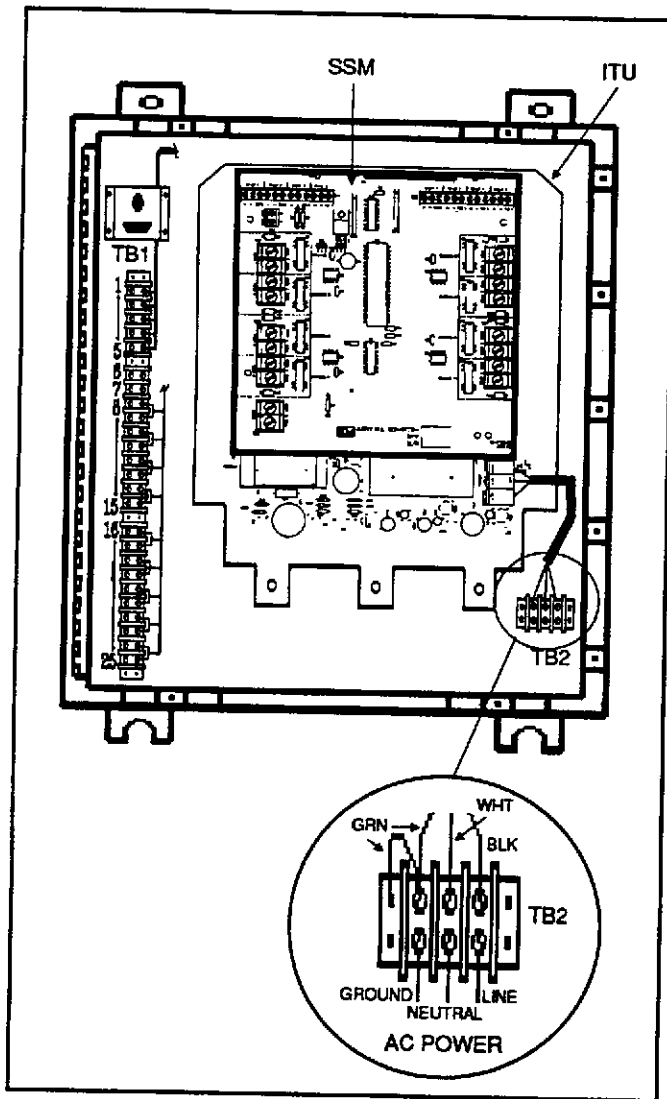 SSM
ITU
TB1
1
5
6
7
8
15
16
25
TB2
GRN
WHT
BLK
TB2
GROUND
NEUTRAL
LINE
AC POWER